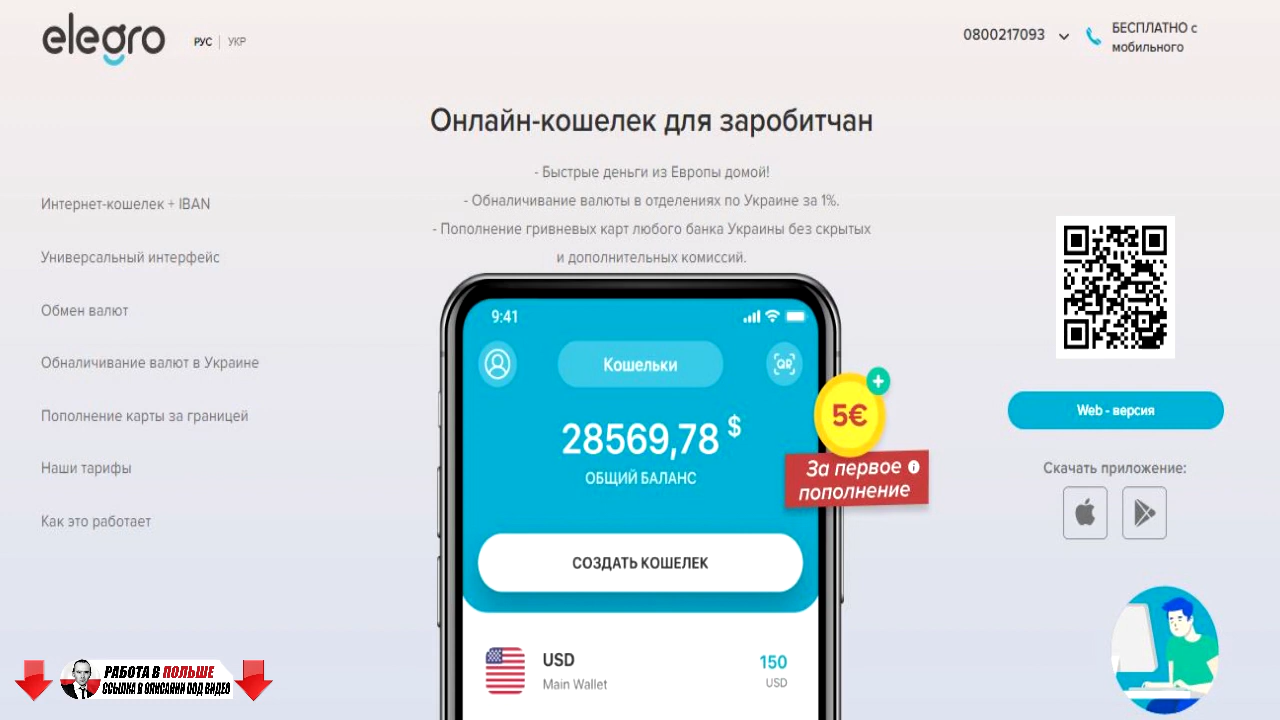 elegro
РУС | УКР
0800217093
БЕСПЛАТНО с
мобильного
Онлайн-кошелек для заробитчан
- Быстрые деньги из Европы домой!
- Обналичивание валюты в отделениях по Украине за 1%.
- Пополнение гривневых карт любого банка Украины без скрытых
и дополнительных комиссий.
Интернет-кошелек + IBAN
Универсальный интерфейс
Обмен валют
Обналичивание валют в Украине
Пополнение карты за границей
Наши тарифы
Как это работает
9:41
Кошельки
QR
28569,78 $
ОБЩИЙ БАЛАНС
5€
За первое
пополнение
СОЗДАТЬ КОШЕЛЕК
USD
150
Main Wallet
USD
Web - версия
Скачать приложение:
РАБОТА В ПОЛЬШЕ
ССЫЛКА В ОПИСАНИИ ПОД ВИДЕО